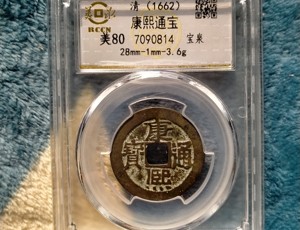 清 (1662)
HCCN
康熙通宝
美80 7090814 宝泉
28mm-1mm-3.6g
康
寶 通
熙